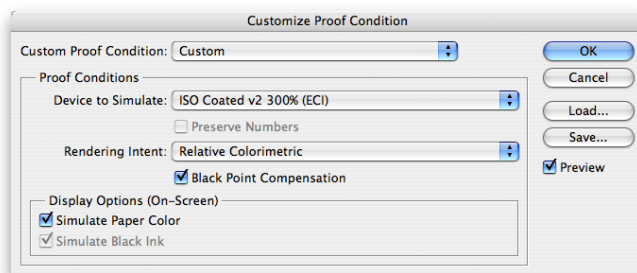 Customize Proof Condition
Custom Proof Condition: Custom
OK
Proof Conditions
Cancel
Device to Simulate: ISO Coated v2 300% (ECI)
Load...
Preserve Numbers
Save...
Rendering Intent: Relative Colorimetric
Preview
Black Point Compensation
Display Options (On-Screen)
Simulate Paper Color
Simulate Black Ink